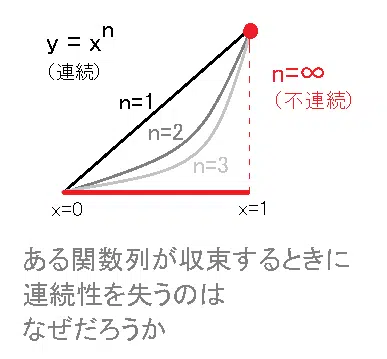 y = xⁿ
(連続)
n=1
n=2
n=3
n=∞
(不連続)
x=0
x=1
ある関数列が収束するときに
連続性を失うのは
なぜだろうか